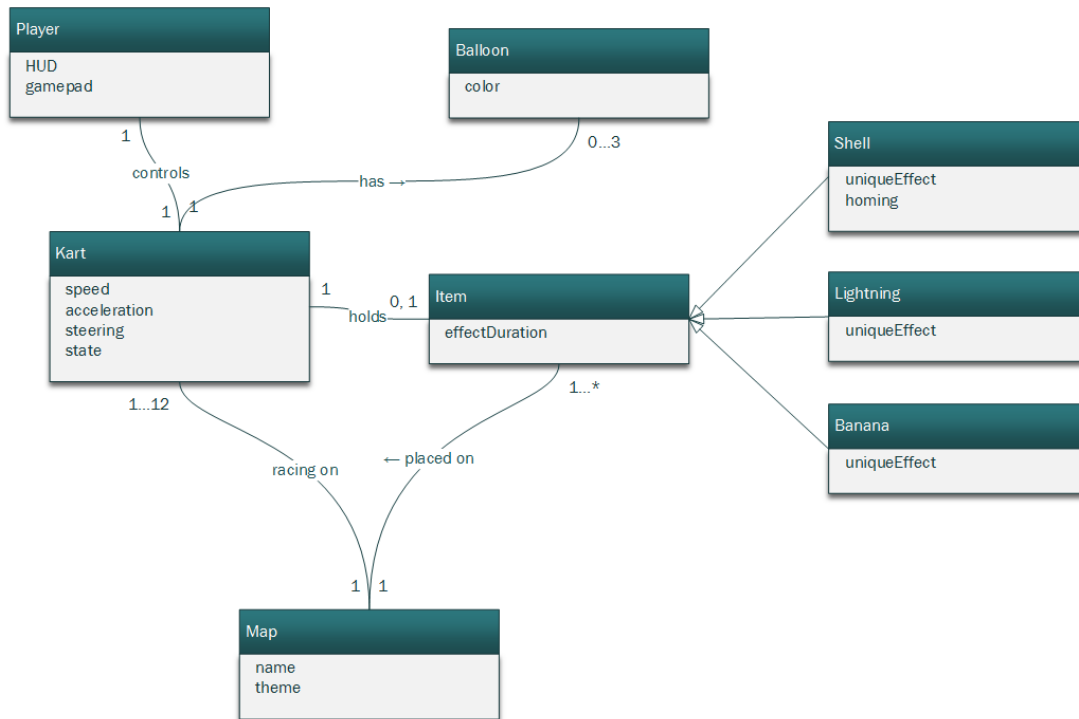 Player
HUD
gamepad
Balloon
color
1
0...3
controls
has →
1
1
Shell
uniqueEffect
homing
Kart
speed
acceleration
steering
state
1
0, 1
holds
Item
effectDuration
Lightning
uniqueEffect
1...12
1...*
Banana
uniqueEffect
racing on
← placed on
1
1
Map
name
theme